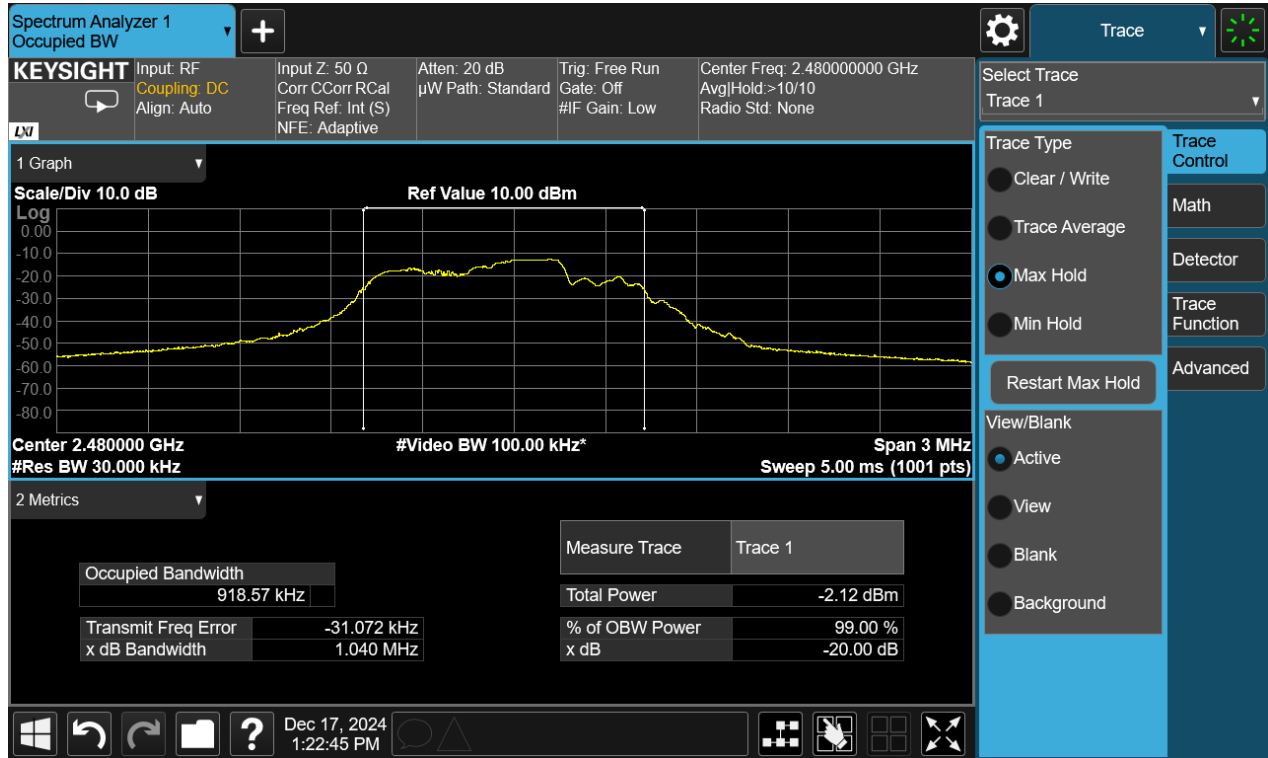 Spectrum Analyzer 1
Occupied BW
Trace
KEYSIGHT
LXI
Input: RF
Coupling: DC
Align: Auto
Input Z: 50 Ω
Corr CCorr RCal
Freq Ref: Int (S)
NFE: Adaptive
Atten: 20 dB
µW Path: Standard
Trig: Free Run
Gate: Off
#IF Gain: Low
Center Freq: 2.480000000 GHz
Avg|Hold:>10/10
Radio Std: None
1 Graph
Scale/Div 10.0 dB
Ref Value 10.00 dBm
Log
0.00
-10.0
-20.0
-30.0
-40.0
-50.0
-60.0
-70.0
-80.0
Center 2.480000 GHz
#Video BW 100.00 kHz*
Span 3 MHz
#Res BW 30.000 kHz
Sweep 5.00 ms (1001 pts)
2 Metrics
Measure Trace Trace 1
Occupied Bandwidth
918.57 kHz
Total Power -2.12 dBm
Transmit Freq Error -31.072 kHz
% of OBW Power 99.00 %
x dB Bandwidth 1.040 MHz
x dB -20.00 dB
Select Trace
Trace 1
Trace Type
Clear / Write
Trace Average
Max Hold
Min Hold
Restart Max Hold
View/Blank
Active
View
Blank
Background
Trace
Control
Math
Detector
Trace
Function
Advanced
?
Dec 17, 2024
1:22:45 PM